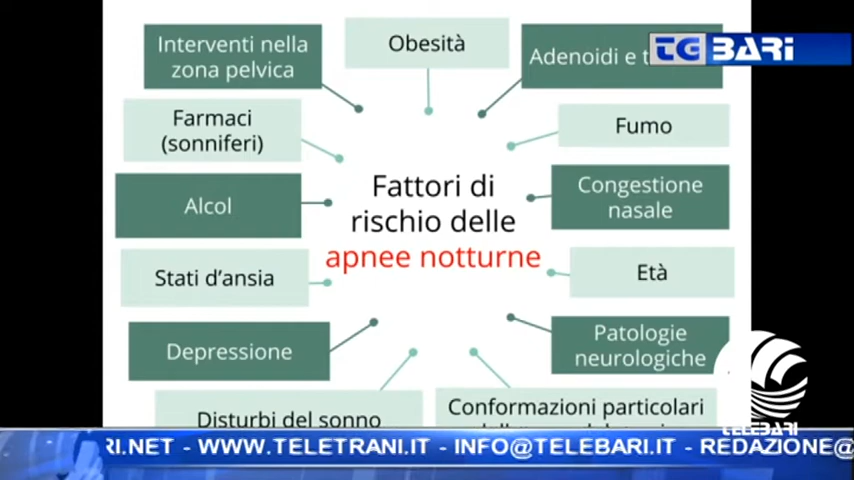 Interventi nella
zona pelvica
Obesità
Adenoidi e
TG BARI
Farmaci
(sonniferi)
Fumo
Alcol
Fattori di
rischio delle
apnee notturne
Congestione
nasale
Stati d'ansia
Età
Depressione
Patologie
neurologiche
Disturbi del sonno
Conformazioni particolari
TELEBARI
RI.NET - WWW.TELETRANI.IT - INFO@TELEBARI.IT - REDAZIONE@